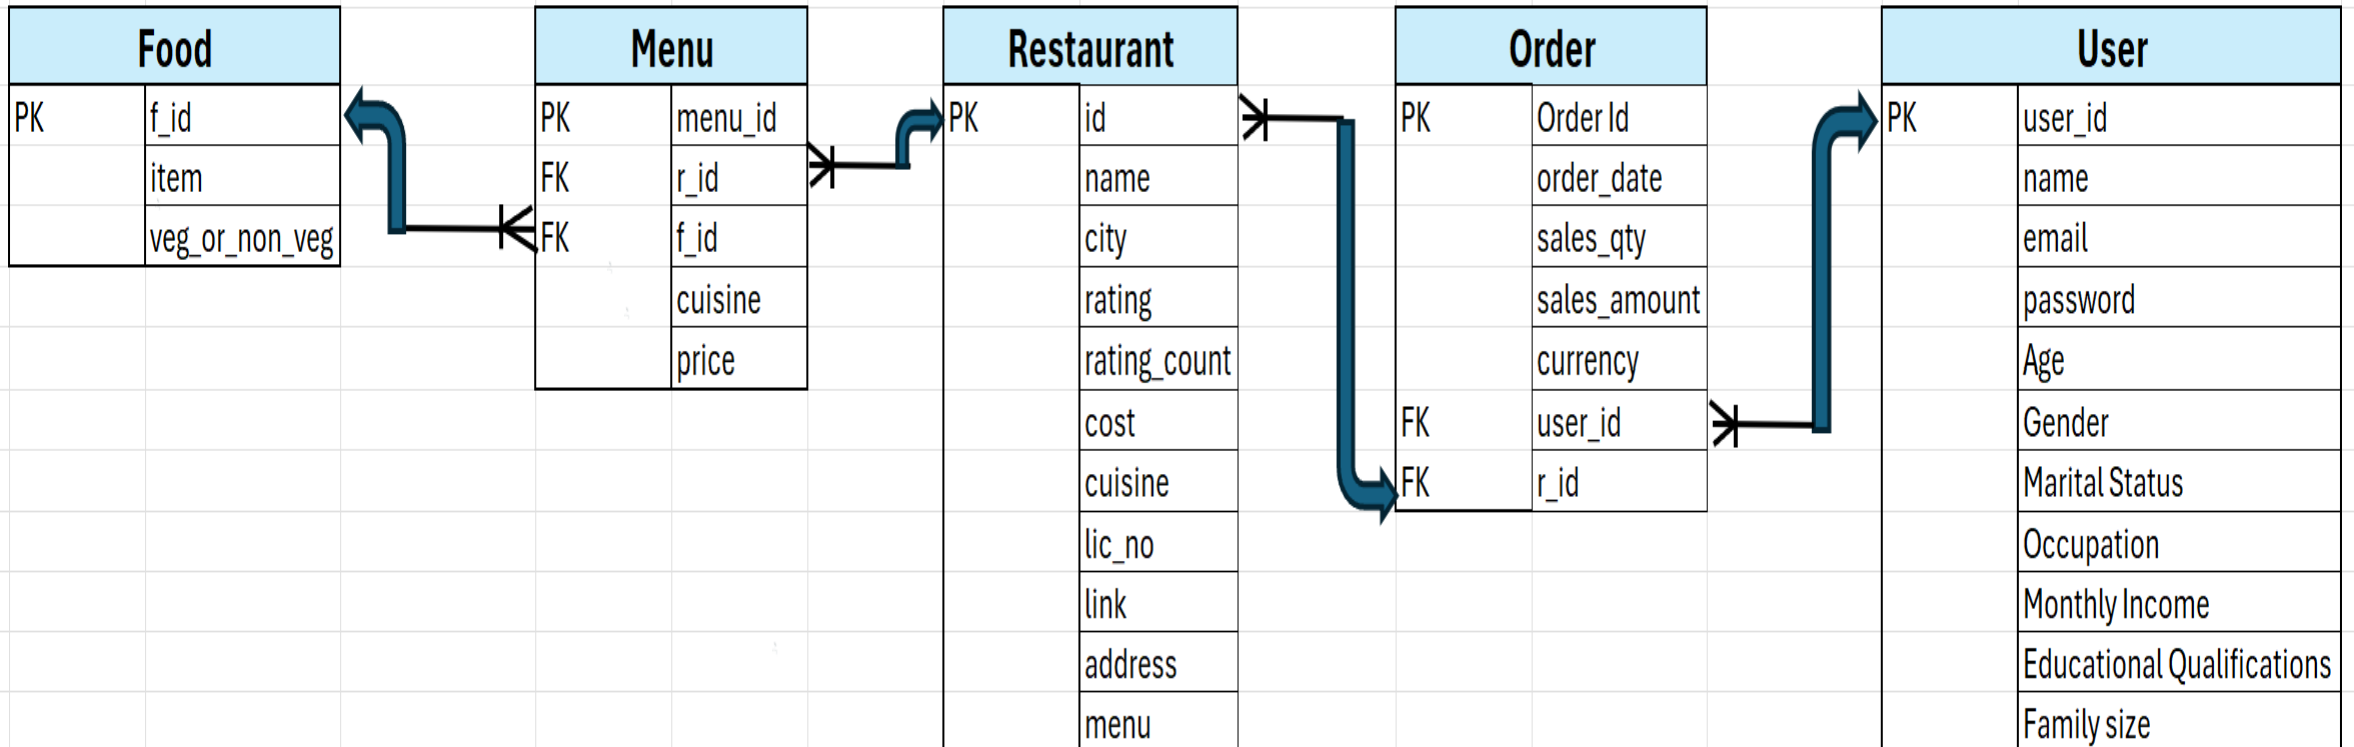 Food
PK f_id
item
veg_or_non_veg
Menu
PK menu_id
FK r_id
FK f_id
cuisine
price
Restaurant
PK id
name
city
rating
rating_count
cost
cuisine
lic_no
link
address
menu
Order
PK Order Id
order_date
sales_qty
sales_amount
currency
FK user_id
FK r_id
User
PK user_id
name
email
password
Age
Gender
Marital Status
Occupation
Monthly Income
Educational Qualifications
Family size